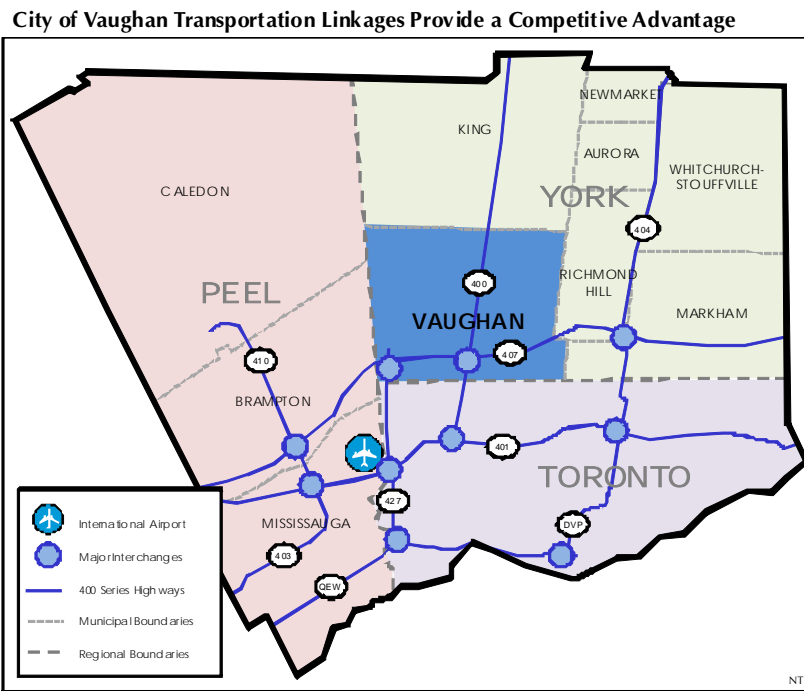 City of Vaughan Transportation Linkages Provide a Competitive Advantage
NEWMARKET
KING
AURORA
WHITCHURCH-
STOUFFVILLE
CALEDON
YORK
404
RICHMOND
HILL
400
PEEL
VAUGHAN
MARKHAM
407
410
BRAMPTON
401
TORONTO
427
MISSISSAUGA
DVP
403
QEW
International Airport
Major Interchanges
400 Series Highways
Municipal Boundaries
Regional Boundaries
NT